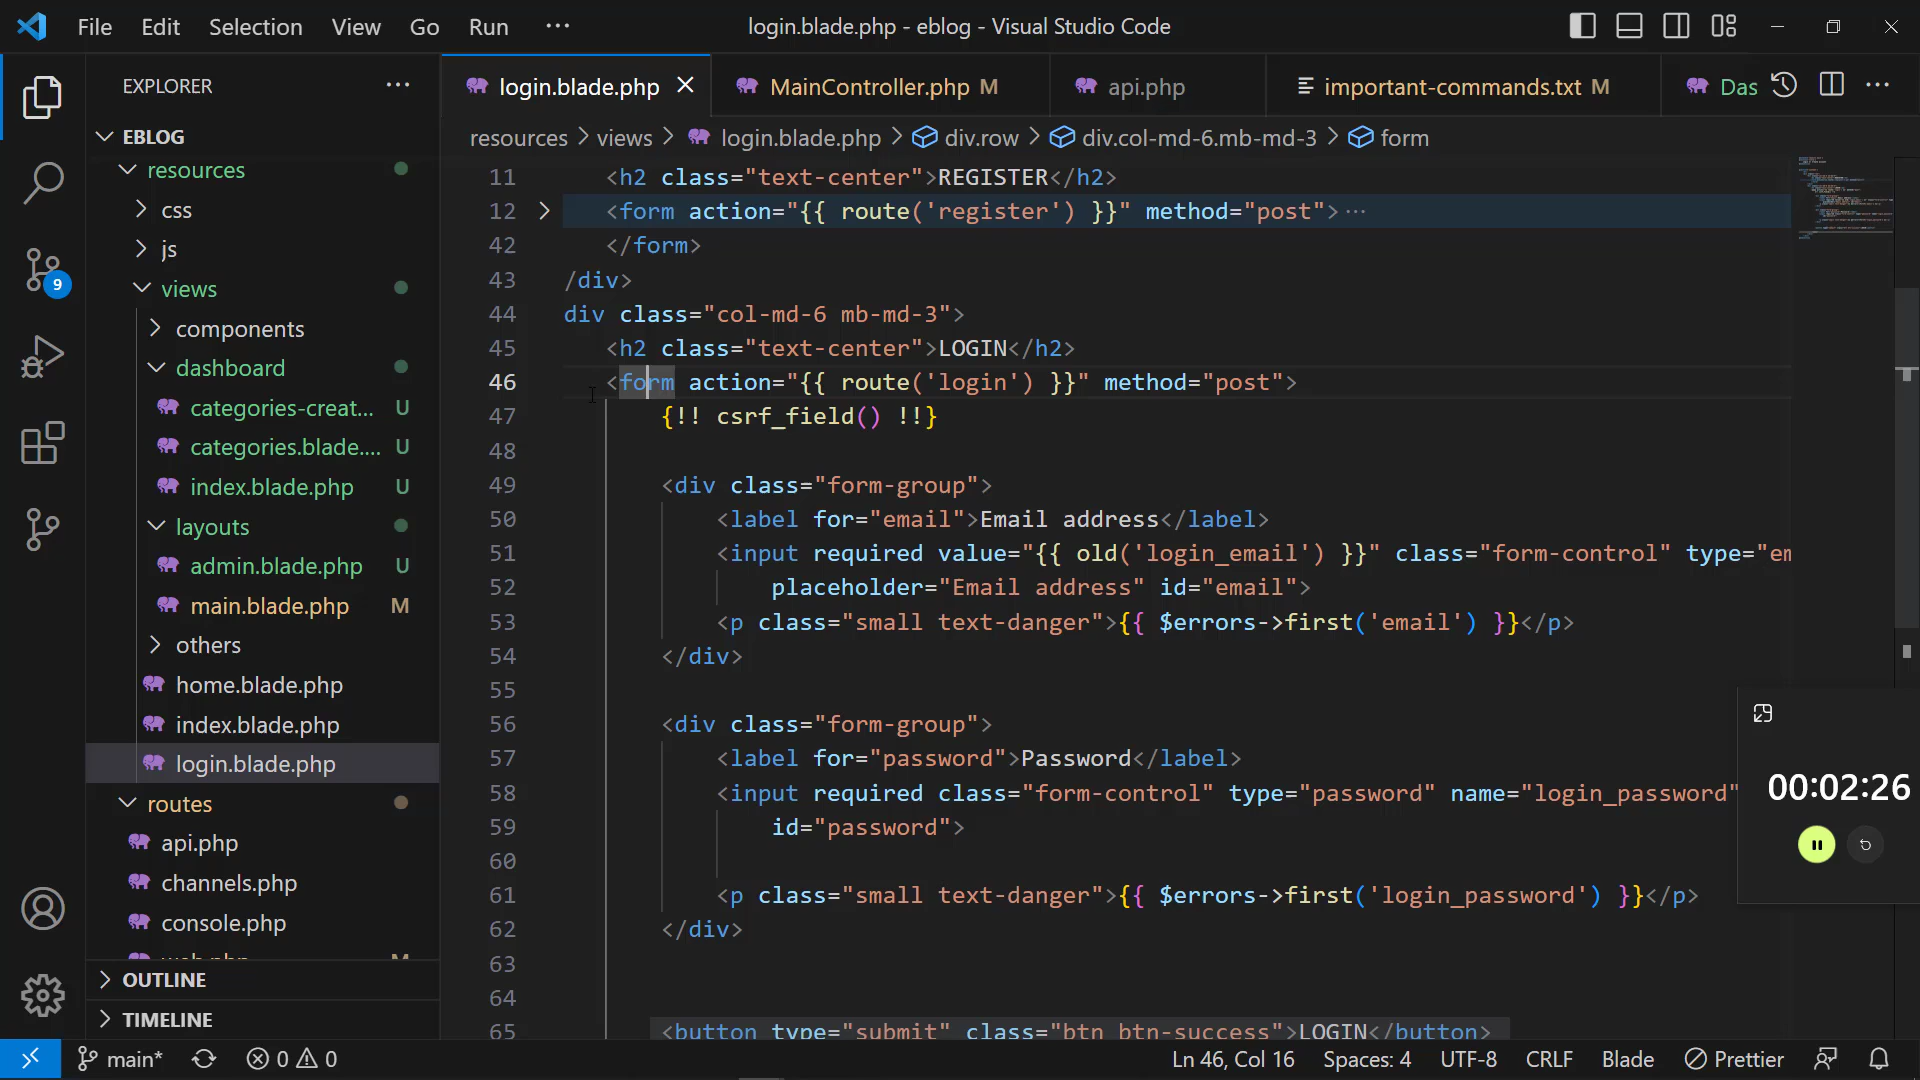 File Edit Selection View Go Run ··· login.blade.php - eblog - Visual Studio Code
EXPLORER ···
login.blade.php MainController.php M api.php important-commands.txt M Das ···
EBLOG
resources > views > login.blade.php > div.row > div.col-md-6.mb-md-3 > form
resources
css
js
views
components
dashboard
categories-creat... U
categories.blade.... U
index.blade.php U
layouts
admin.blade.php U
main.blade.php M
others
home.blade.php
index.blade.php
login.blade.php
routes
api.php
channels.php
console.php
OUTLINE
TIMELINE
9
11 <h2 class="text-center">REGISTER</h2>
12 <form action="{{ route('register') }}" method="post">···
42 </form>
43 /div>
44 div class="col-md-6 mb-md-3">
45 <h2 class="text-center">LOGIN</h2>
46 <form action="{{ route('login') }}" method="post">
47 {!! csrf_field() !!}
48
49 <div class="form-group">
50 <label for="email">Email address</label>
51 <input required value="{{ old('login_email') }}" class="form-control" type="em
52 placeholder="Email address" id="email">
53 <p class="small text-danger">{{ $errors->first('email') }}</p>
54 </div>
55
56 <div class="form-group">
57 <label for="password">Password</label>
58 <input required class="form-control" type="password" name="login_password"
59 id="password">
60
61 <p class="small text-danger">{{ $errors->first('login_password') }}</p>
62 </div>
63
64
65 <button type="submit" class="btn btn-success">LOGIN</button>
00:02:26
main* 0 0 Ln 46, Col 16 Spaces: 4 UTF-8 CRLF Blade Prettier